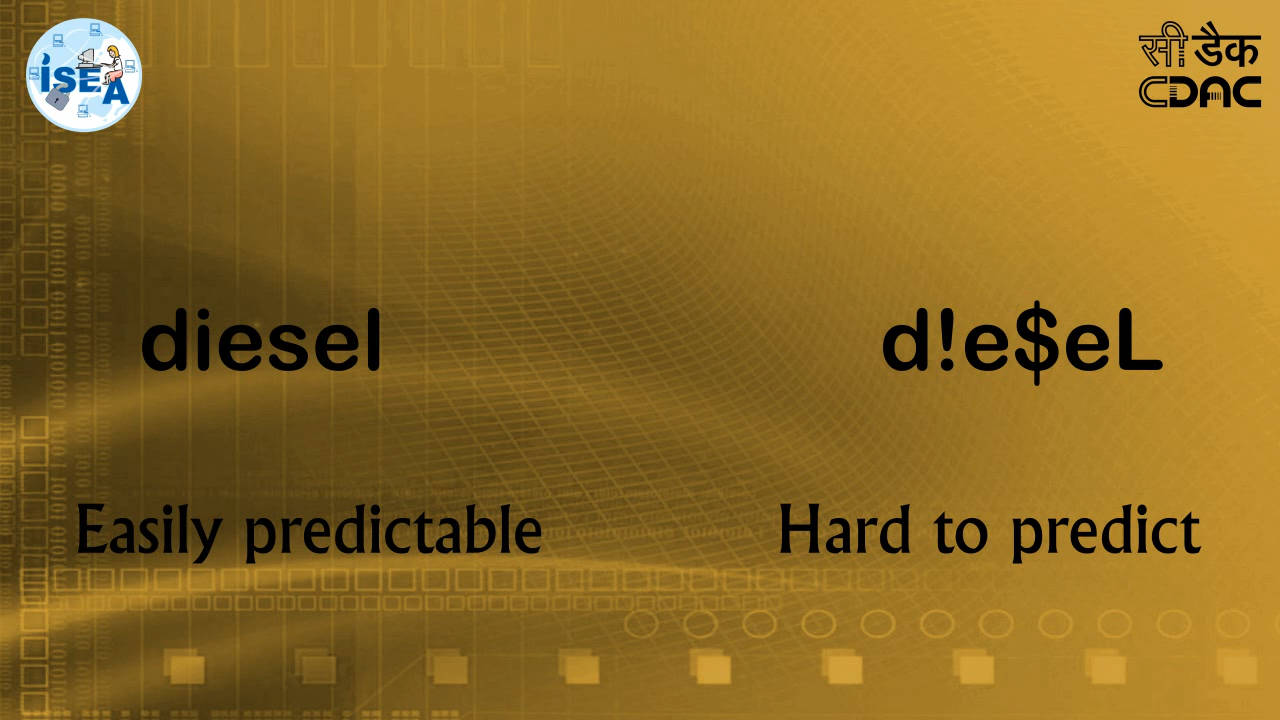 iSEA
सी डैक
CDAC
diesel
d!e$eL
Easily predictable
Hard to predict